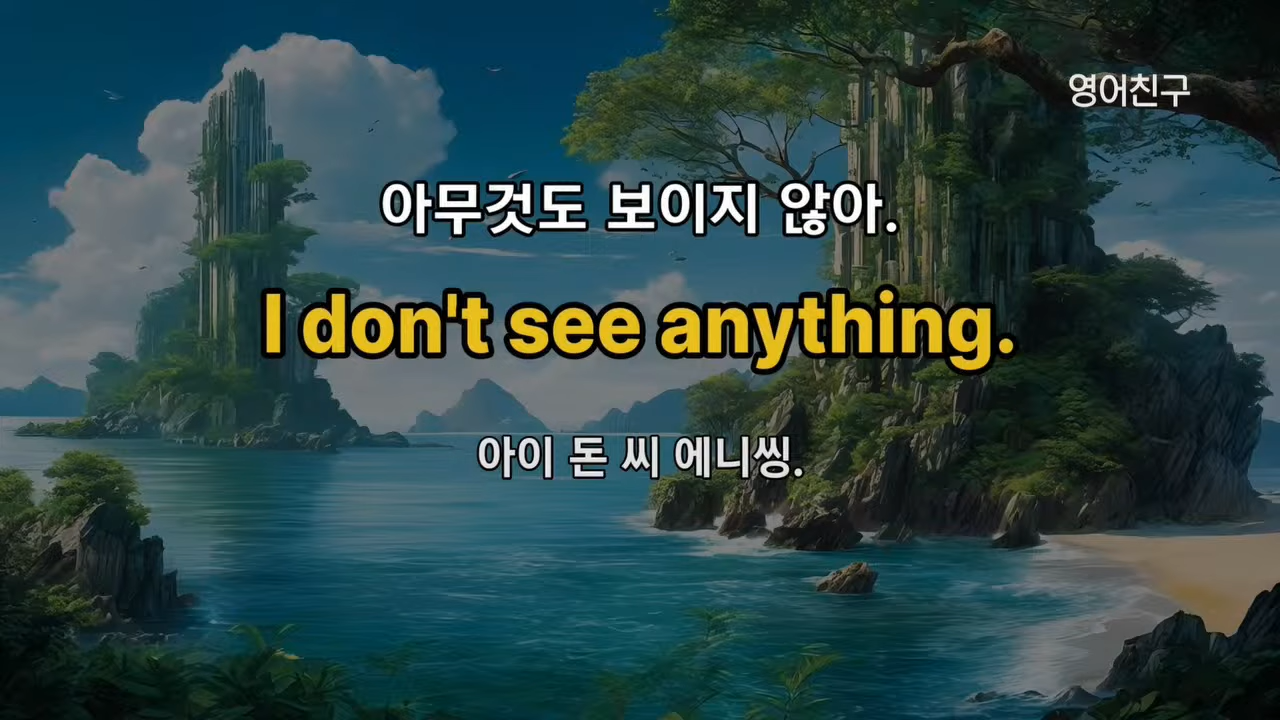 영어친구
아무것도 보이지 않아.
I don't see anything.
아이 돈 씨 에니씽.